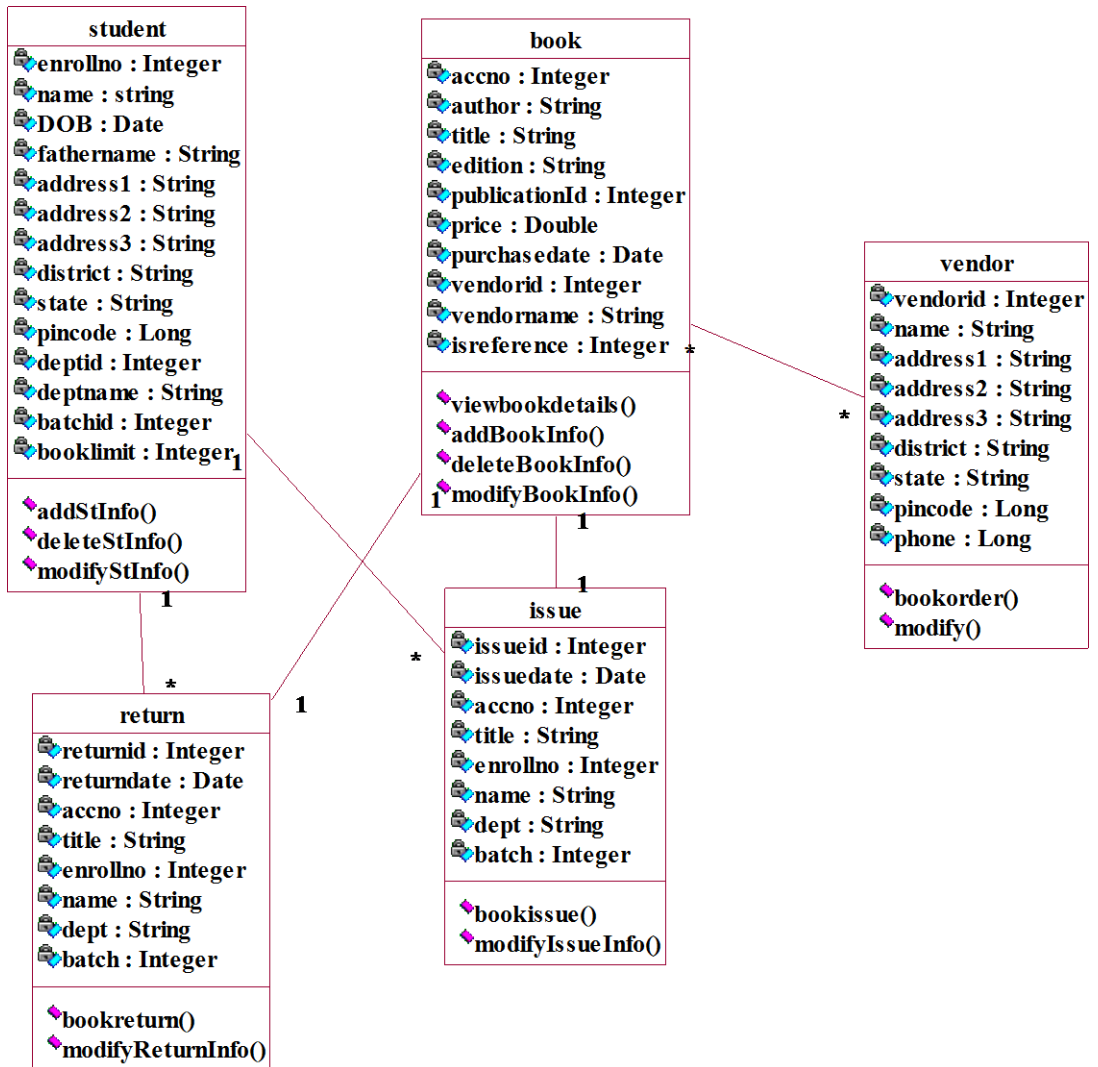 student
enrollno : Integer
name : string
DOB : Date
fathername : String
address1 : String
address2 : String
address3 : String
district : String
state : String
pincode : Long
deptid : Integer
deptname : String
batchid : Integer
booklimit : Integer
1
addStInfo()
deleteStInfo()
modifyStInfo()
1
book
accno : Integer
author : String
title : String
edition : String
publicationId : Integer
price : Double
purchasedate : Date
vendorid : Integer
vendorname : String
isreference : Integer
*
viewbookdetails()
addBookInfo()
deleteBookInfo()
modifyBookInfo()
1
1
vendor
vendorid : Integer
name : String
address1 : String
address2 : String
address3 : String
district : String
state : String
pincode : Long
phone : Long
*
bookorder()
modify()
*
1
return
returnid : Integer
returndate : Date
accno : Integer
title : String
enrollno : Integer
name : String
dept : String
batch : Integer
bookreturn()
modifyReturnInfo()
1
*
issue
issueid : Integer
issuedate : Date
accno : Integer
title : String
enrollno : Integer
name : String
dept : String
batch : Integer
bookissue()
modifyIssueInfo()